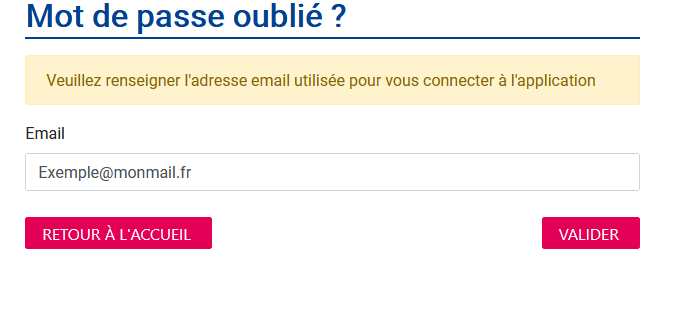 Mot de passe oublié ?
Veuillez renseigner l'adresse email utilisée pour vous connecter à l'application
Email
Exemple@monmail.fr
RETOUR À L'ACCUEIL
VALIDER